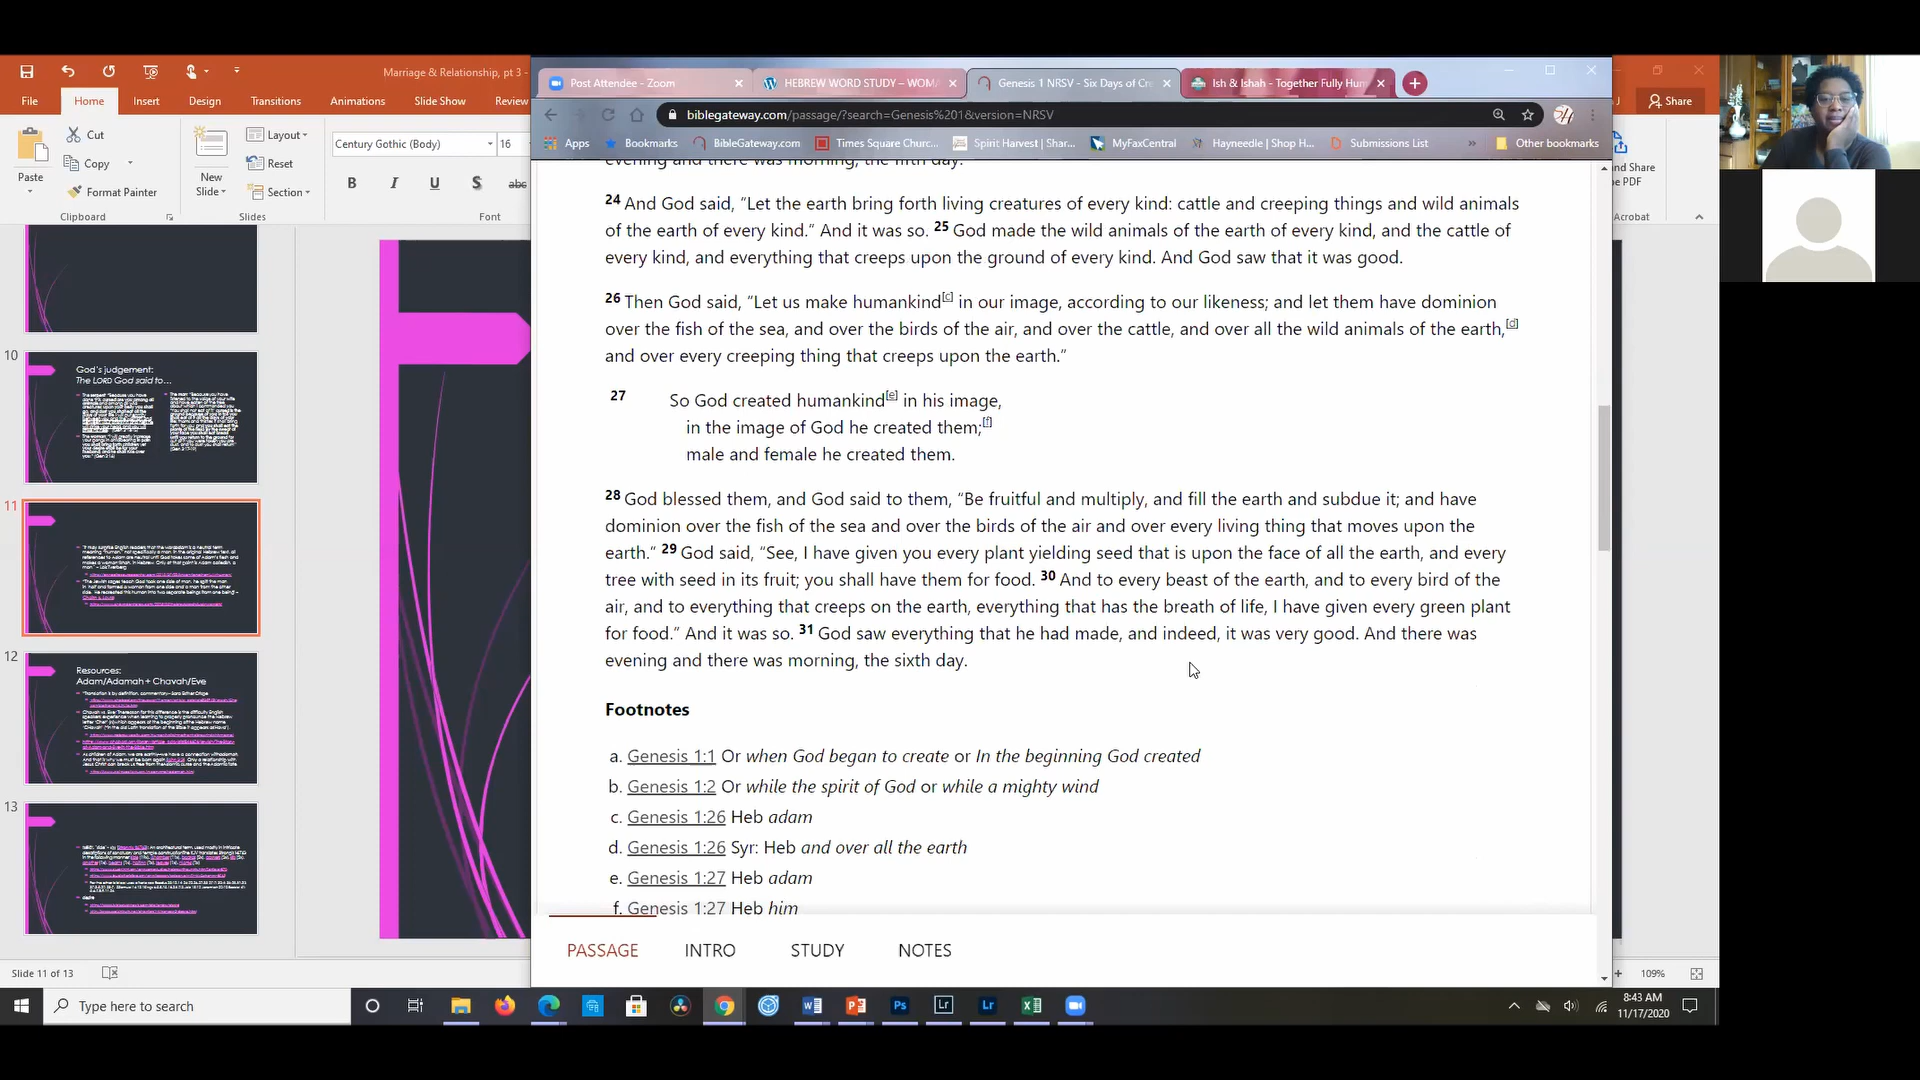 Marriage & Relationship, pt 3 -
File
Home
Insert
Design
Transitions
Animations
Slide Show
Review
Share
Paste
Cut
Copy
Format Painter
Clipboard
New
Slide
Layout
Reset
Section
Slides
Century Gothic (Body)
16
B
I
U
S
abc
Font
Post Attendee - Zoom
HEBREW WORD STUDY – WOM
Genesis 1 NRSV - Six Days of Cr
Ish & Ishah - Together Fully Hum
biblegateway.com/passage/?search=Genesis%201&version=NRSV
Apps
Bookmarks
BibleGateway.com
Times Square Churc...
Spirit Harvest | Shar...
MyFaxCentral
Hayneedle | Shop H...
Submissions List
»
Other bookmarks
and Share
PDF
Acrobat
evening and there was morning, the fifth day.
24 And God said, “Let the earth bring forth living creatures of every kind: cattle and creeping things and wild animals
of the earth of every kind.” And it was so. 25 God made the wild animals of the earth of every kind, and the cattle of
every kind, and everything that creeps upon the ground of every kind. And God saw that it was good.
26 Then God said, “Let us make humankind[c] in our image, according to our likeness; and let them have dominion
over the fish of the sea, and over the birds of the air, and over the cattle, and over all the wild animals of the earth,[d]
and over every creeping thing that creeps upon the earth.”
27 So God created humankind[e] in his image,
in the image of God he created them;[f]
male and female he created them.
28 God blessed them, and God said to them, “Be fruitful and multiply, and fill the earth and subdue it; and have
dominion over the fish of the sea and over the birds of the air and over every living thing that moves upon the
earth.” 29 God said, “See, I have given you every plant yielding seed that is upon the face of all the earth, and every
tree with seed in its fruit; you shall have them for food. 30 And to every beast of the earth, and to every bird of the
air, and to everything that creeps on the earth, everything that has the breath of life, I have given every green plant
for food.” And it was so. 31 God saw everything that he had made, and indeed, it was very good. And there was
evening and there was morning, the sixth day.
Footnotes
a. Genesis 1:1 Or when God began to create or In the beginning God created
b. Genesis 1:2 Or while the spirit of God or while a mighty wind
c. Genesis 1:26 Heb adam
d. Genesis 1:26 Syr: Heb and over all the earth
e. Genesis 1:27 Heb adam
f. Genesis 1:27 Heb him
PASSAGE
INTRO
STUDY
NOTES
10
God's judgement:
The LORD God said to…
11
12
Resources:
Adam/Adamah + Chavah/Eve
13
Slide 11 of 13
109%
Type here to search
8:43 AM
11/17/2020